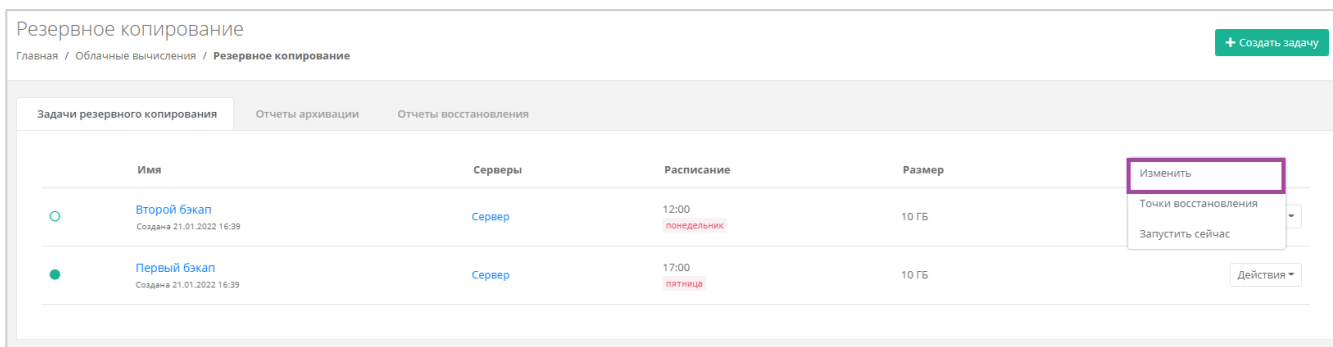 Резервное копирование
+ Создать задачу
Главная / Облачные вычисления / Резервное копирование
Задачи резервного копирования Отчеты архивации Отчеты восстановления
Имя Серверы Расписание Размер
Изменить
Точки восстановления
Запустить сейчас
Второй бэкап Сервер 12:00 10 ГБ
Создана 21.01.2022 16:39 понедельник
Первый бэкап Сервер 17:00 10 ГБ Действия
Создана 21.01.2022 16:39 пятница